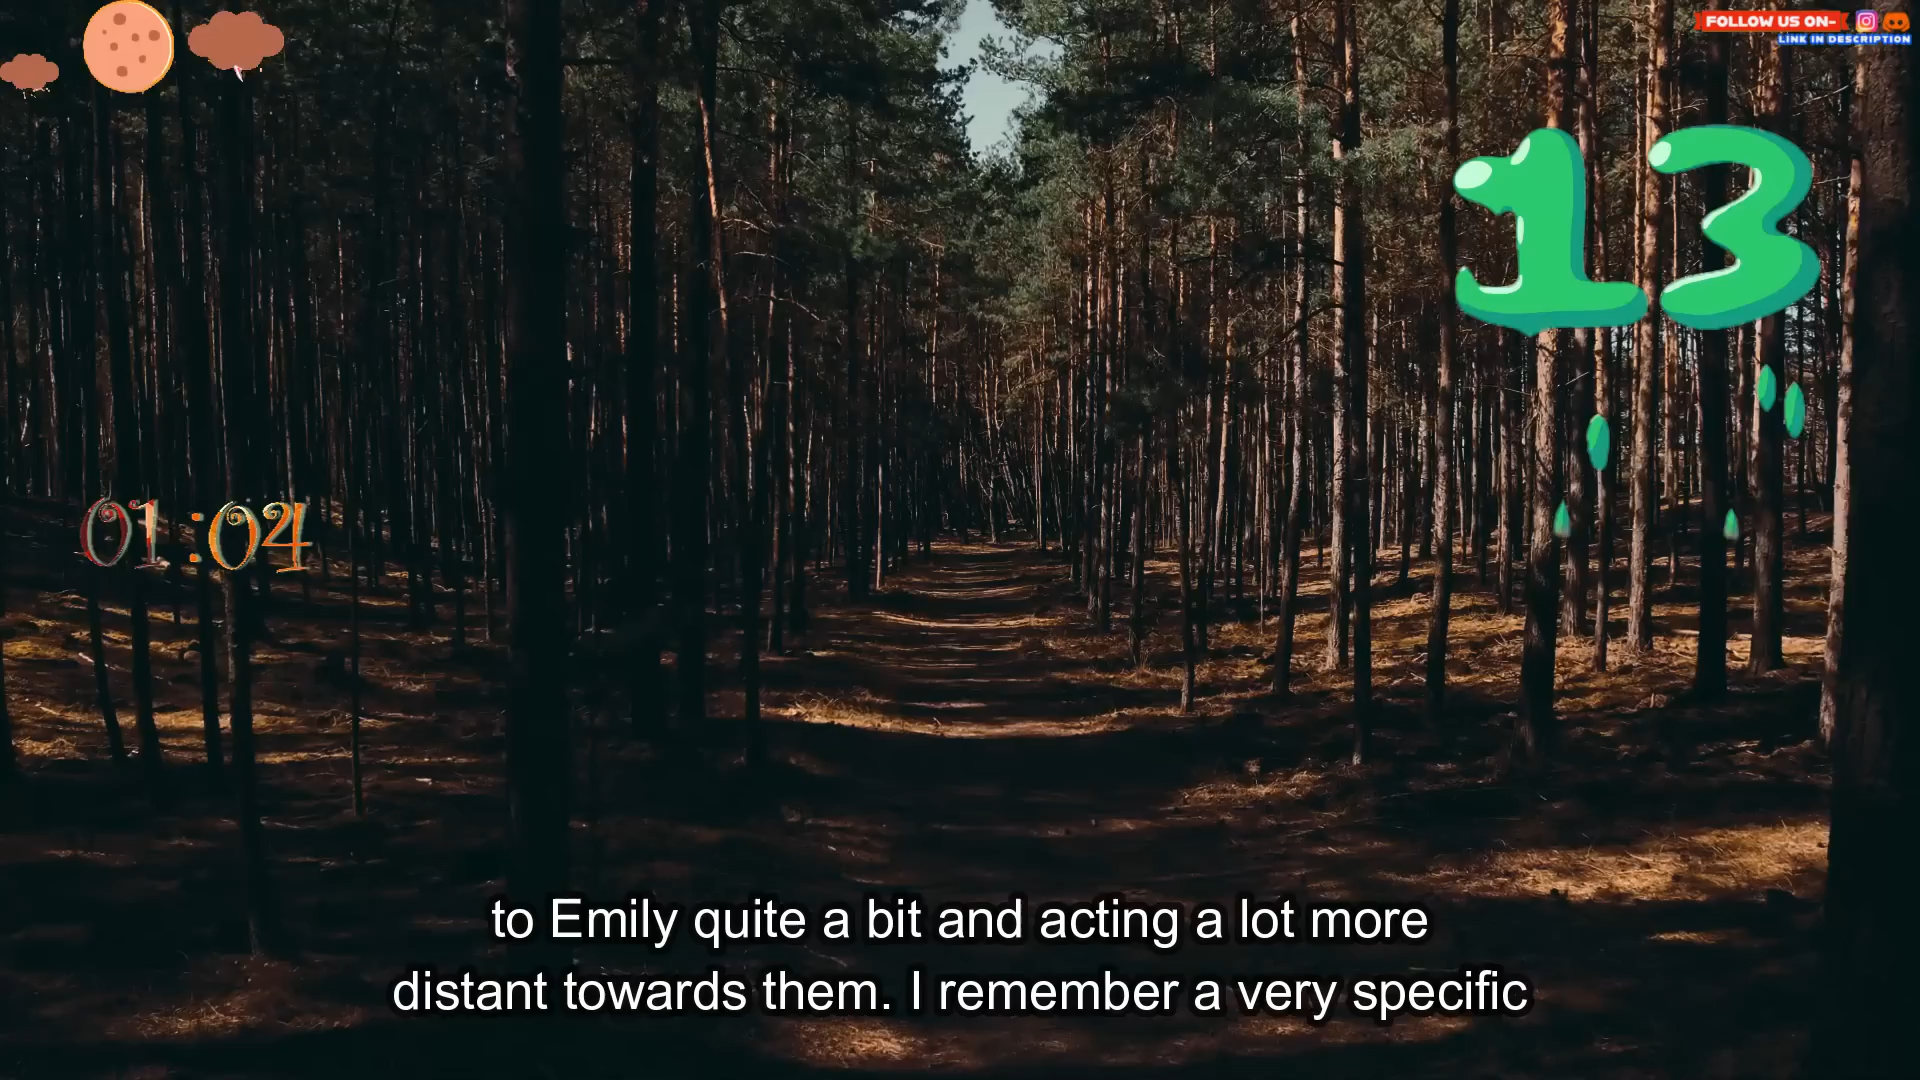 FOLLOW US ON-
LINK IN DESCRIPTION
13
01:04
to Emily quite a bit and acting a lot more
distant towards them. I remember a very specific